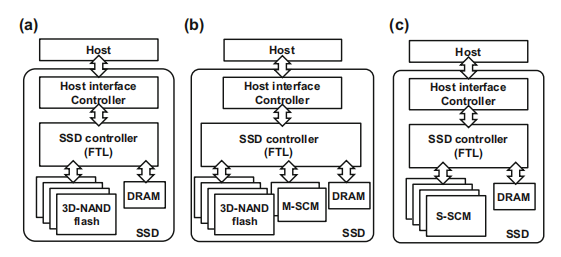 (a)
Host
Host interface
Controller
SSD controller
(FTL)
3D-NAND
flash
DRAM
SSD
(b)
Host
Host interface
Controller
SSD controller
(FTL)
3D-NAND
flash
M-SCM
DRAM
SSD
(c)
Host
Host interface
Controller
SSD controller
(FTL)
S-SCM
DRAM
SSD